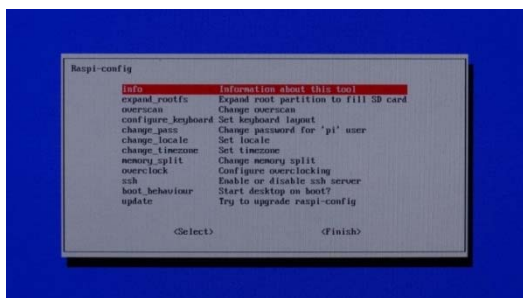 Raspi-config
info Information about this tool
expand_rootfs Expand root partition to fill SD card
overscan Change overscan
configure_keyboard Set keyboard layout
change_pass Change password for 'pi' user
change_locale Set locale
change_timezone Set timezone
memory_split Change memory split
overclock Configure overclocking
ssh Enable or disable ssh server
boot_behaviour Start desktop on boot?
update Try to upgrade raspi-config
<Select> <Finish>